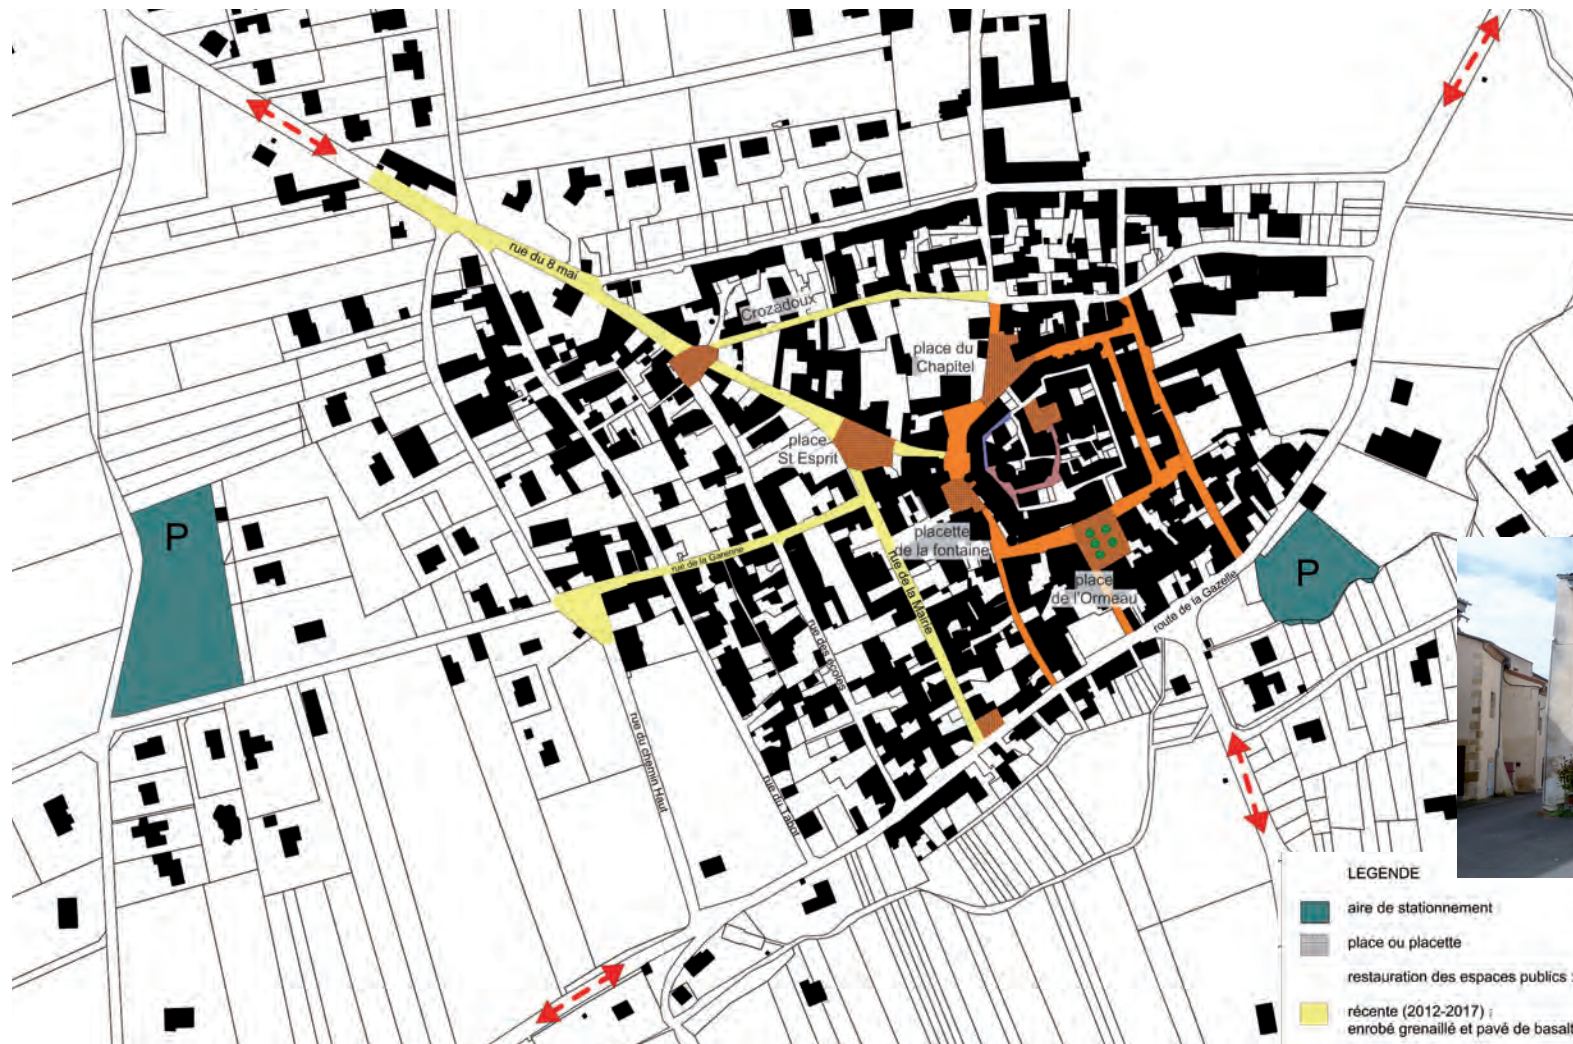 rue du 8 mai
Crozadoux
place du
Chapitel
place
St Esprit
P
placette
de la fontaine
rue de la Garenne
rue de la Mairie
place
de l'Ormeau
P
route de la Gazelle
rue des écoles
rue du chemin Haut
rue du Tabot
LEGENDE
aire de stationnement
place ou placette
restauration des espaces publics :
récente (2012-2017) :
enrobé grenaillé et pavé de basalt